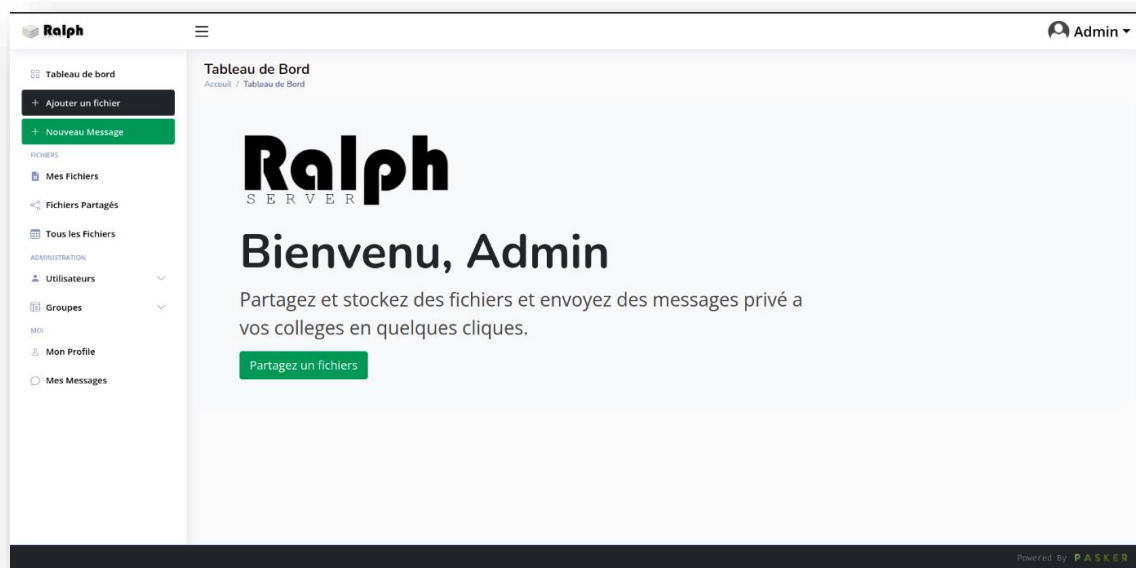 Ralph
Admin
Tableau de bord
+ Ajouter un fichier
+ Nouveau Message
FICHIERS
Mes Fichiers
Fichiers Partagés
Tous les Fichiers
ADMINISTRATION
Utilisateurs
Groupes
MOI
Mon Profile
Mes Messages
Tableau de Bord
Acceuil / Tableau de Bord
Ralph
SERVER
Bienvenu, Admin
Partagez et stockez des fichiers et envoyez des messages privé a
vos colleges en quelques cliques.
Partagez un fichiers
Powered By PASKER